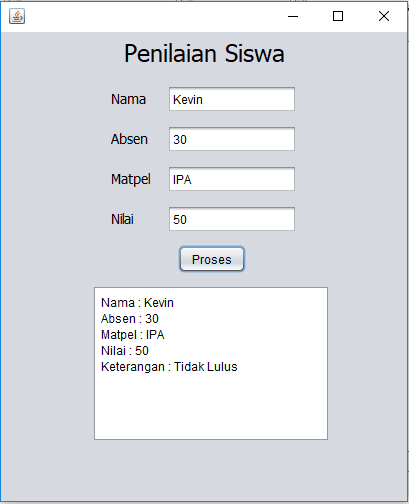 Penilaian Siswa
Nama Kevin
Absen 30
Matpel IPA
Nilai 50
Proses
Nama : Kevin
Absen : 30
Matpel : IPA
Nilai : 50
Keterangan : Tidak Lulus